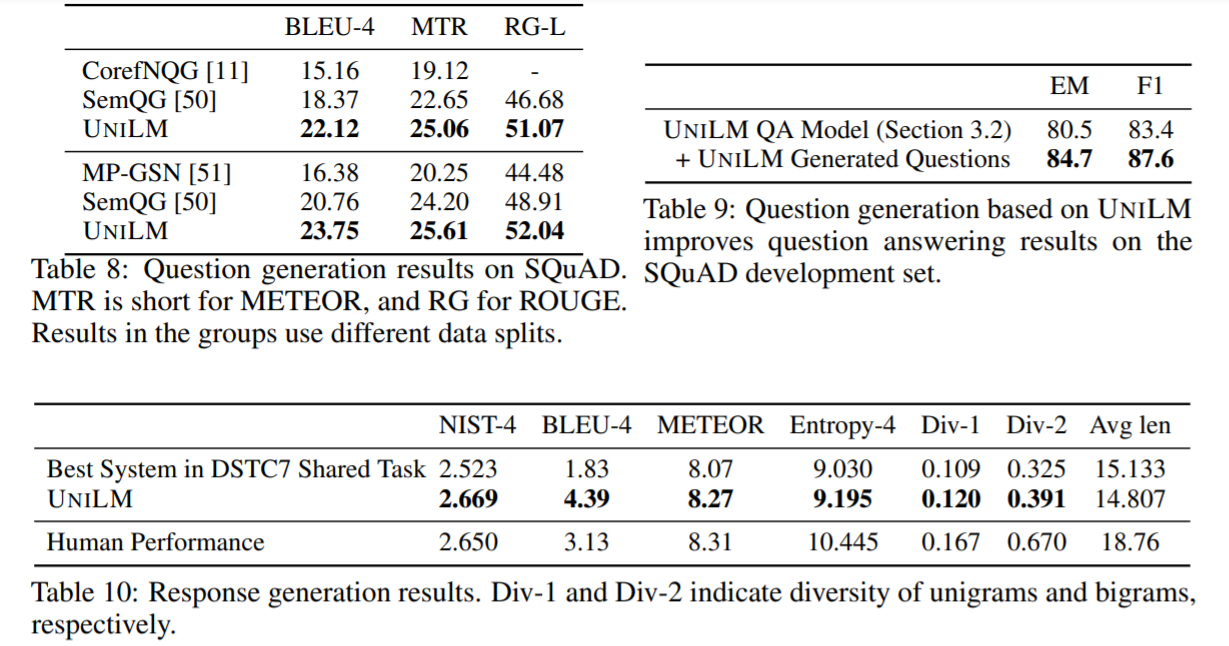 BLEU-4 MTR RG-L
CorefNQG [11] 15.16 19.12 -
SemQG [50] 18.37 22.65 46.68
UNILM 22.12 25.06 51.07
MP-GSN [51] 16.38 20.25 44.48
SemQG [50] 20.76 24.20 48.91
UNILM 23.75 25.61 52.04
Table 8: Question generation results on SQuAD.
MTR is short for METEOR, and RG for ROUGE.
Results in the groups use different data splits.
EM F1
UNILM QA Model (Section 3.2) 80.5 83.4
+ UNILM Generated Questions 84.7 87.6
Table 9: Question generation based on UNILM
improves question answering results on the
SQuAD development set.
NIST-4 BLEU-4 METEOR Entropy-4 Div-1 Div-2 Avg len
Best System in DSTC7 Shared Task 2.523 1.83 8.07 9.030 0.109 0.325 15.133
UNILM 2.669 4.39 8.27 9.195 0.120 0.391 14.807
Human Performance 2.650 3.13 8.31 10.445 0.167 0.670 18.76
Table 10: Response generation results. Div-1 and Div-2 indicate diversity of unigrams and bigrams,
respectively.